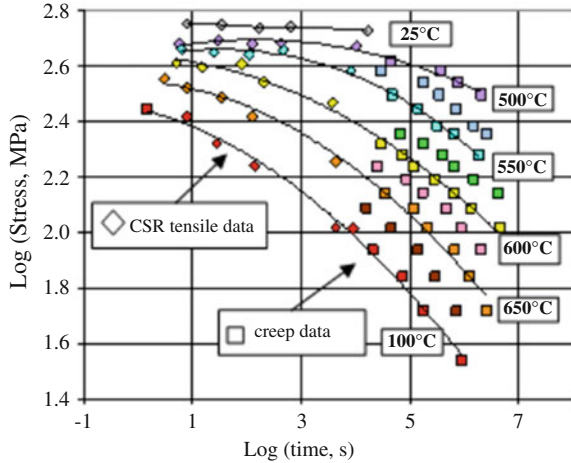 2.8
2.6
2.4
2.2
2.0
1.8
1.6
1.4
Log (Stress, MPa)
-1
1
3
5
7
Log (time, s)
25°C
500°C
550°C
600°C
650°C
100°C
CSR tensile data
creep data